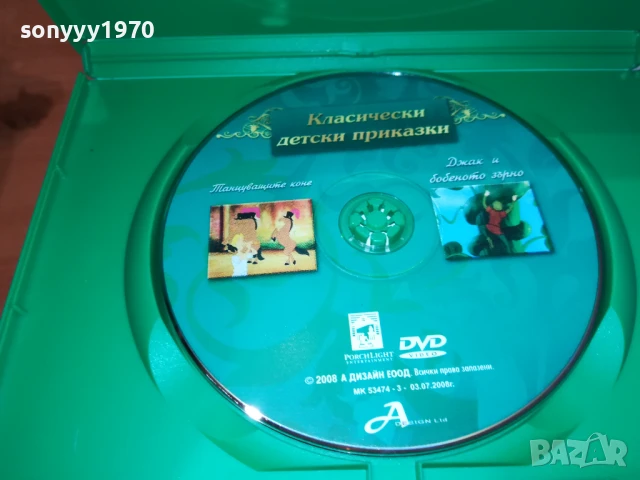 sonyyy1970
Класически
детски приказки
Танцуващите коне
Джак и
бобеното зърно
PORCHLIGHT
ENTERTAINMENT
DVD
VIDEO
© 2008 А ДИЗАЙН ЕООД. Всички права запазени.
МК 53474 - 3 - 03.07.2008г.
A
DESIGN Ltd
BAZAR